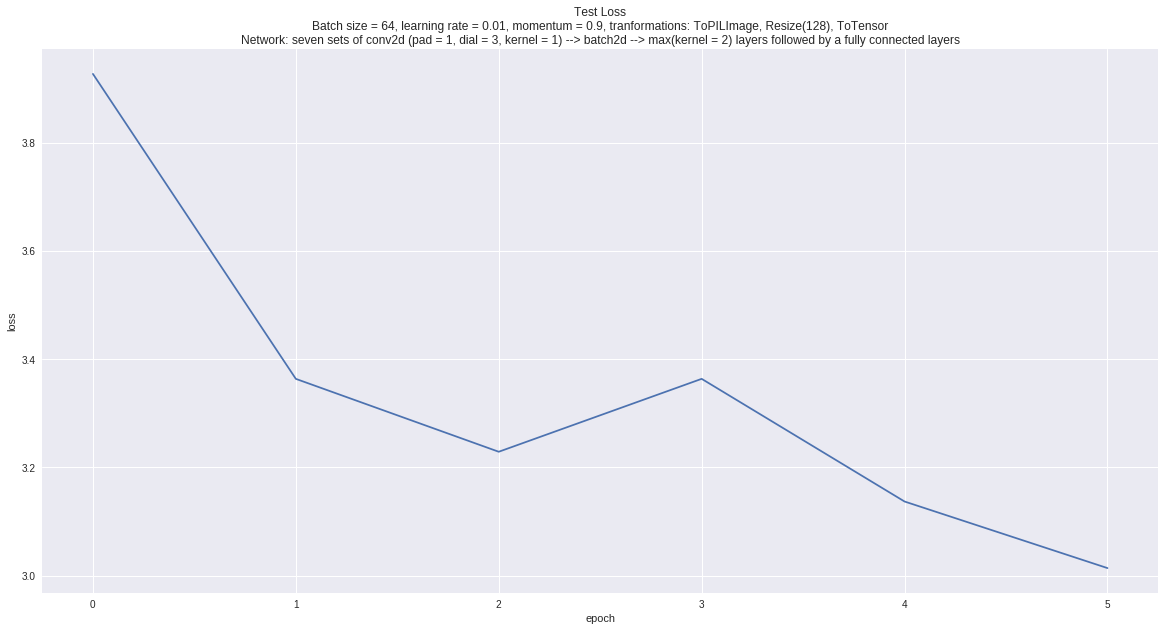 Test Loss
Batch size = 64, learning rate = 0.01, momentum = 0.9, tranformations: ToPILImage, Resize(128), ToTensor
Network: seven sets of conv2d (pad = 1, dial = 3, kernel = 1) --> batch2d --> max(kernel = 2) layers followed by a fully connected layers
3.8
3.6
3.4
3.2
3.0
loss
0 1 2 3 4 5
epoch